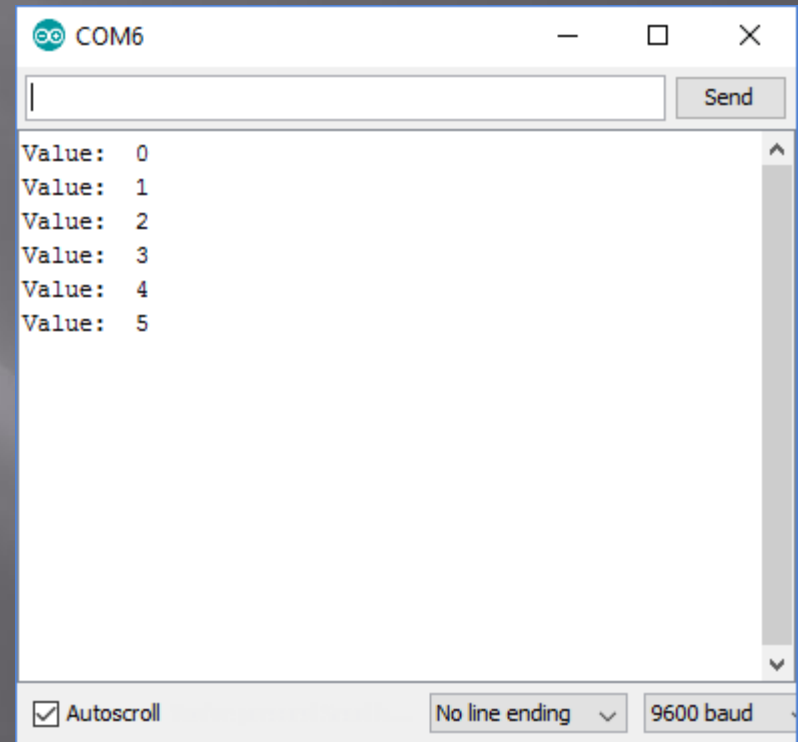 COM6
Send
Value:  0
Value:  1
Value:  2
Value:  3
Value:  4
Value:  5
Autoscroll
No line ending
9600 baud